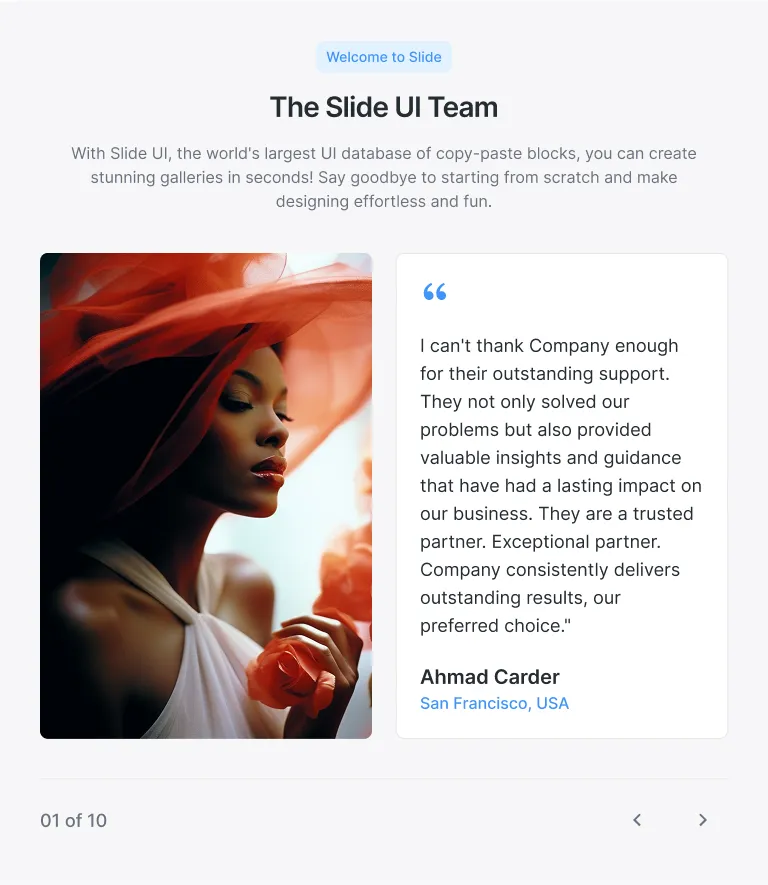 Welcome to Slide
The Slide UI Team
With Slide UI, the world's largest UI database of copy-paste blocks, you can create
stunning galleries in seconds! Say goodbye to starting from scratch and make
designing effortless and fun.
“
I can't thank Company enough
for their outstanding support.
They not only solved our
problems but also provided
valuable insights and guidance
that have had a lasting impact on
our business. They are a trusted
partner. Exceptional partner.
Company consistently delivers
outstanding results, our
preferred choice."
Ahmad Carder
San Francisco, USA
01 of 10